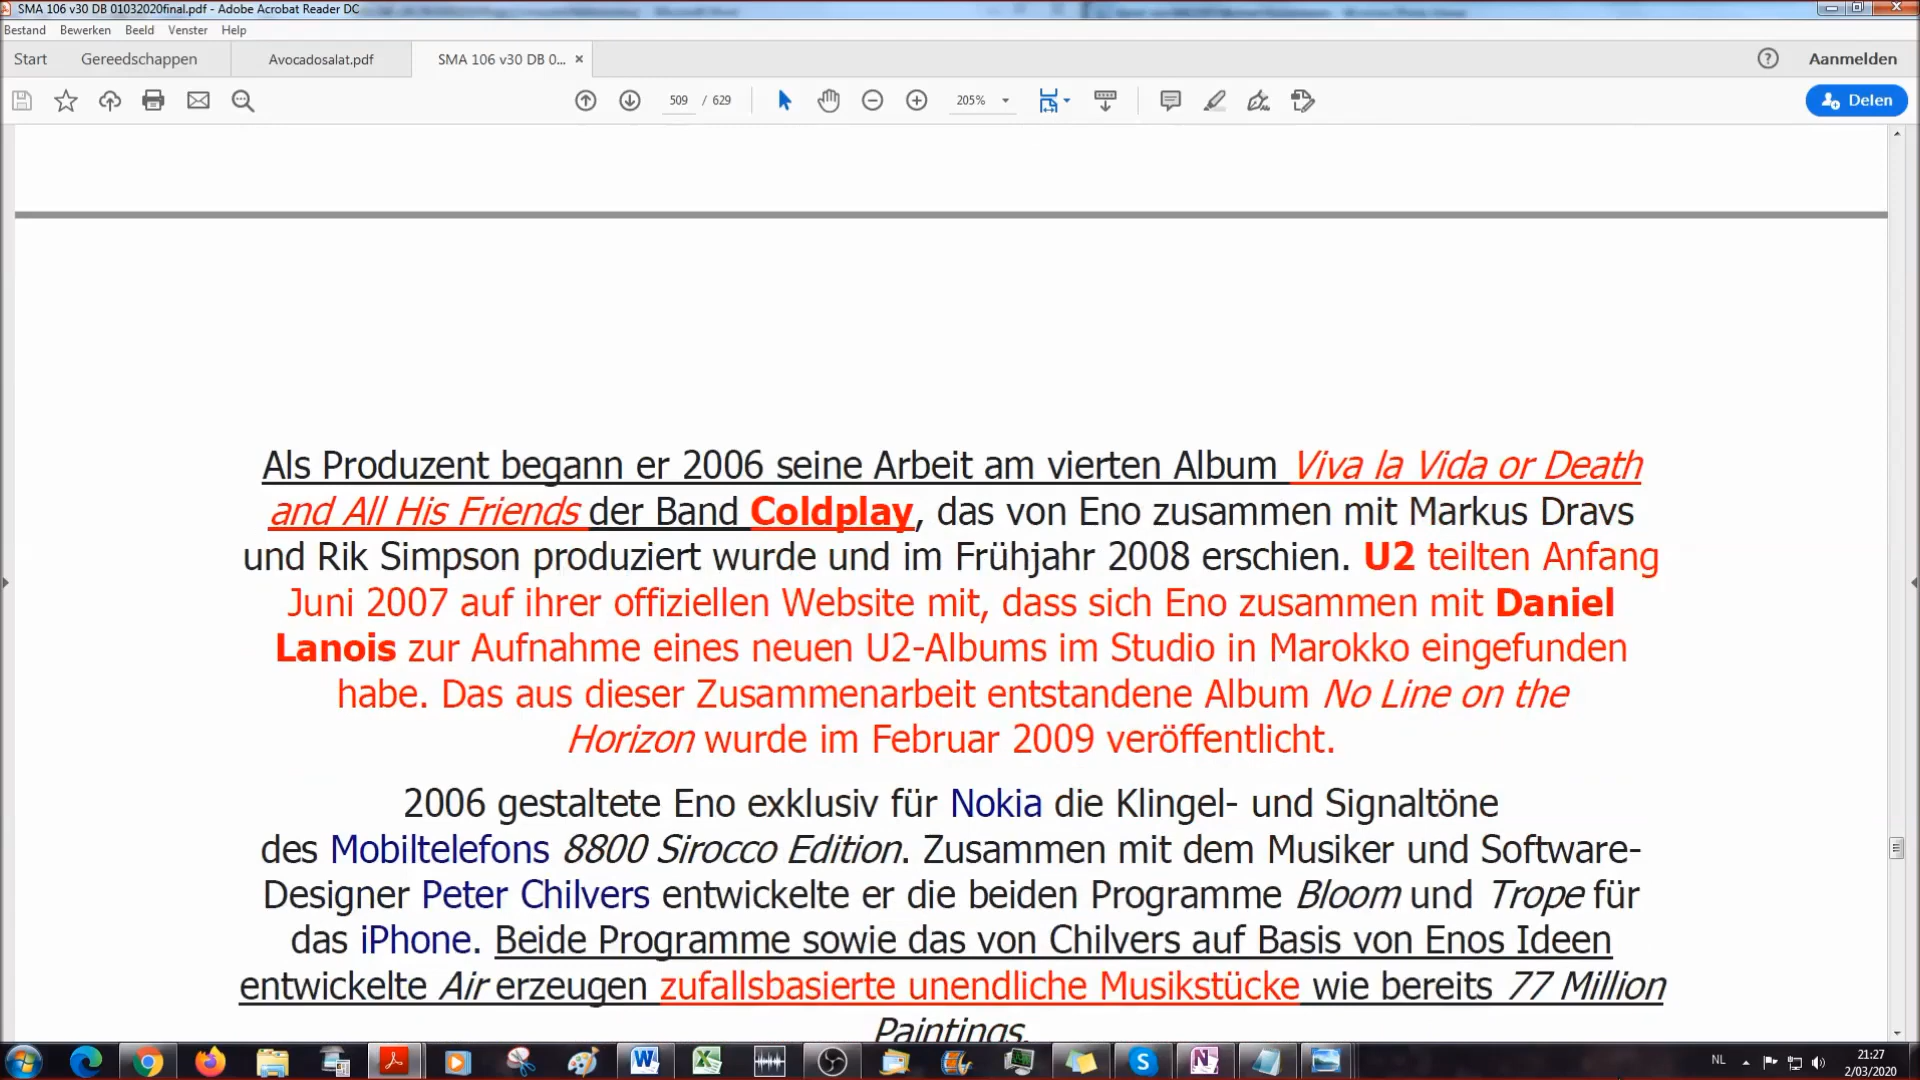 SMA 106 v30 DB 01032020final.pdf - Adobe Acrobat Reader DC
Bestand Bewerken Beeld Venster Help
Start Gereedschappen Avocadosalat.pdf SMA 106 v30 DB 0... × Aanmelden
509 / 629 205% Delen
Als Produzent begann er 2006 seine Arbeit am vierten Album Viva la Vida or Death
and All His Friends der Band Coldplay, das von Eno zusammen mit Markus Dravs
und Rik Simpson produziert wurde und im Frühjahr 2008 erschien. U2 teilten Anfang
Juni 2007 auf ihrer offiziellen Website mit, dass sich Eno zusammen mit Daniel
Lanois zur Aufnahme eines neuen U2-Albums im Studio in Marokko eingefunden
habe. Das aus dieser Zusammenarbeit entstandene Album No Line on the
Horizon wurde im Februar 2009 veröffentlicht.
2006 gestaltete Eno exklusiv für Nokia die Klingel- und Signaltöne
des Mobiltelefons 8800 Sirocco Edition. Zusammen mit dem Musiker und Software-
Designer Peter Chilvers entwickelte er die beiden Programme Bloom und Trope für
das iPhone. Beide Programme sowie das von Chilvers auf Basis von Enos Ideen
entwickelte Air erzeugen zufallsbasierte unendliche Musikstücke wie bereits 77 Million
Paintings.
NL 21:27
2/03/2020